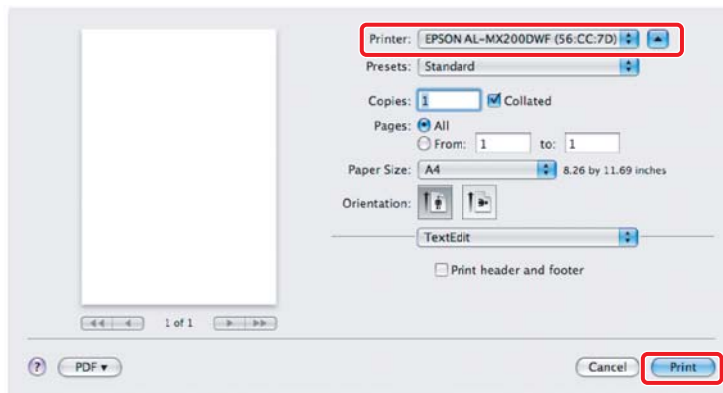 Printer: EPSON AL-MX200DWF (56:CC:7D)
Presets: Standard
Copies: 1 Collated
Pages: All
From: 1 to: 1
Paper Size: A4 8.26 by 11.69 inches
Orientation:
TextEdit
Print header and footer
1 of 1
? PDF Cancel Print